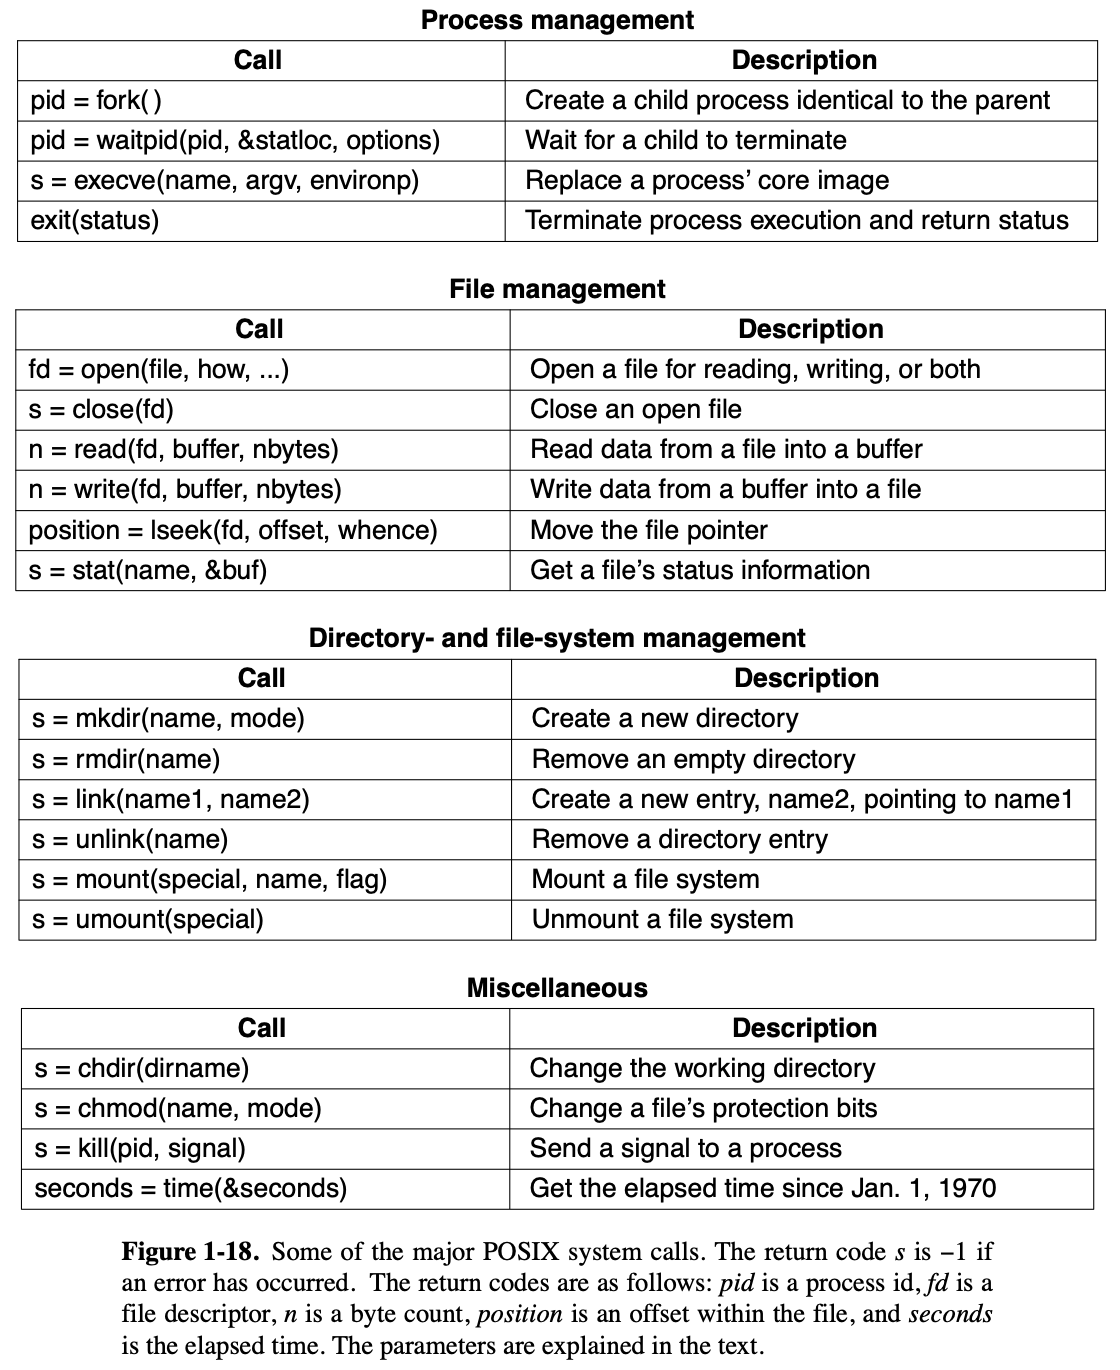 Process management
Call Description
pid = fork( ) Create a child process identical to the parent
pid = waitpid(pid, &statloc, options) Wait for a child to terminate
s = execve(name, argv, environp) Replace a process’ core image
exit(status) Terminate process execution and return status
File management
Call Description
fd = open(file, how, ...) Open a file for reading, writing, or both
s = close(fd) Close an open file
n = read(fd, buffer, nbytes) Read data from a file into a buffer
n = write(fd, buffer, nbytes) Write data from a buffer into a file
position = lseek(fd, offset, whence) Move the file pointer
s = stat(name, &buf) Get a file’s status information
Directory- and file-system management
Call Description
s = mkdir(name, mode) Create a new directory
s = rmdir(name) Remove an empty directory
s = link(name1, name2) Create a new entry, name2, pointing to name1
s = unlink(name) Remove a directory entry
s = mount(special, name, flag) Mount a file system
s = umount(special) Unmount a file system
Miscellaneous
Call Description
s = chdir(dirname) Change the working directory
s = chmod(name, mode) Change a file’s protection bits
s = kill(pid, signal) Send a signal to a process
seconds = time(&seconds) Get the elapsed time since Jan. 1, 1970
Figure 1-18. Some of the major POSIX system calls. The return code s is −1 if
an error has occurred. The return codes are as follows: pid is a process id, fd is a
file descriptor, n is a byte count, position is an offset within the file, and seconds
is the elapsed time. The parameters are explained in the text.